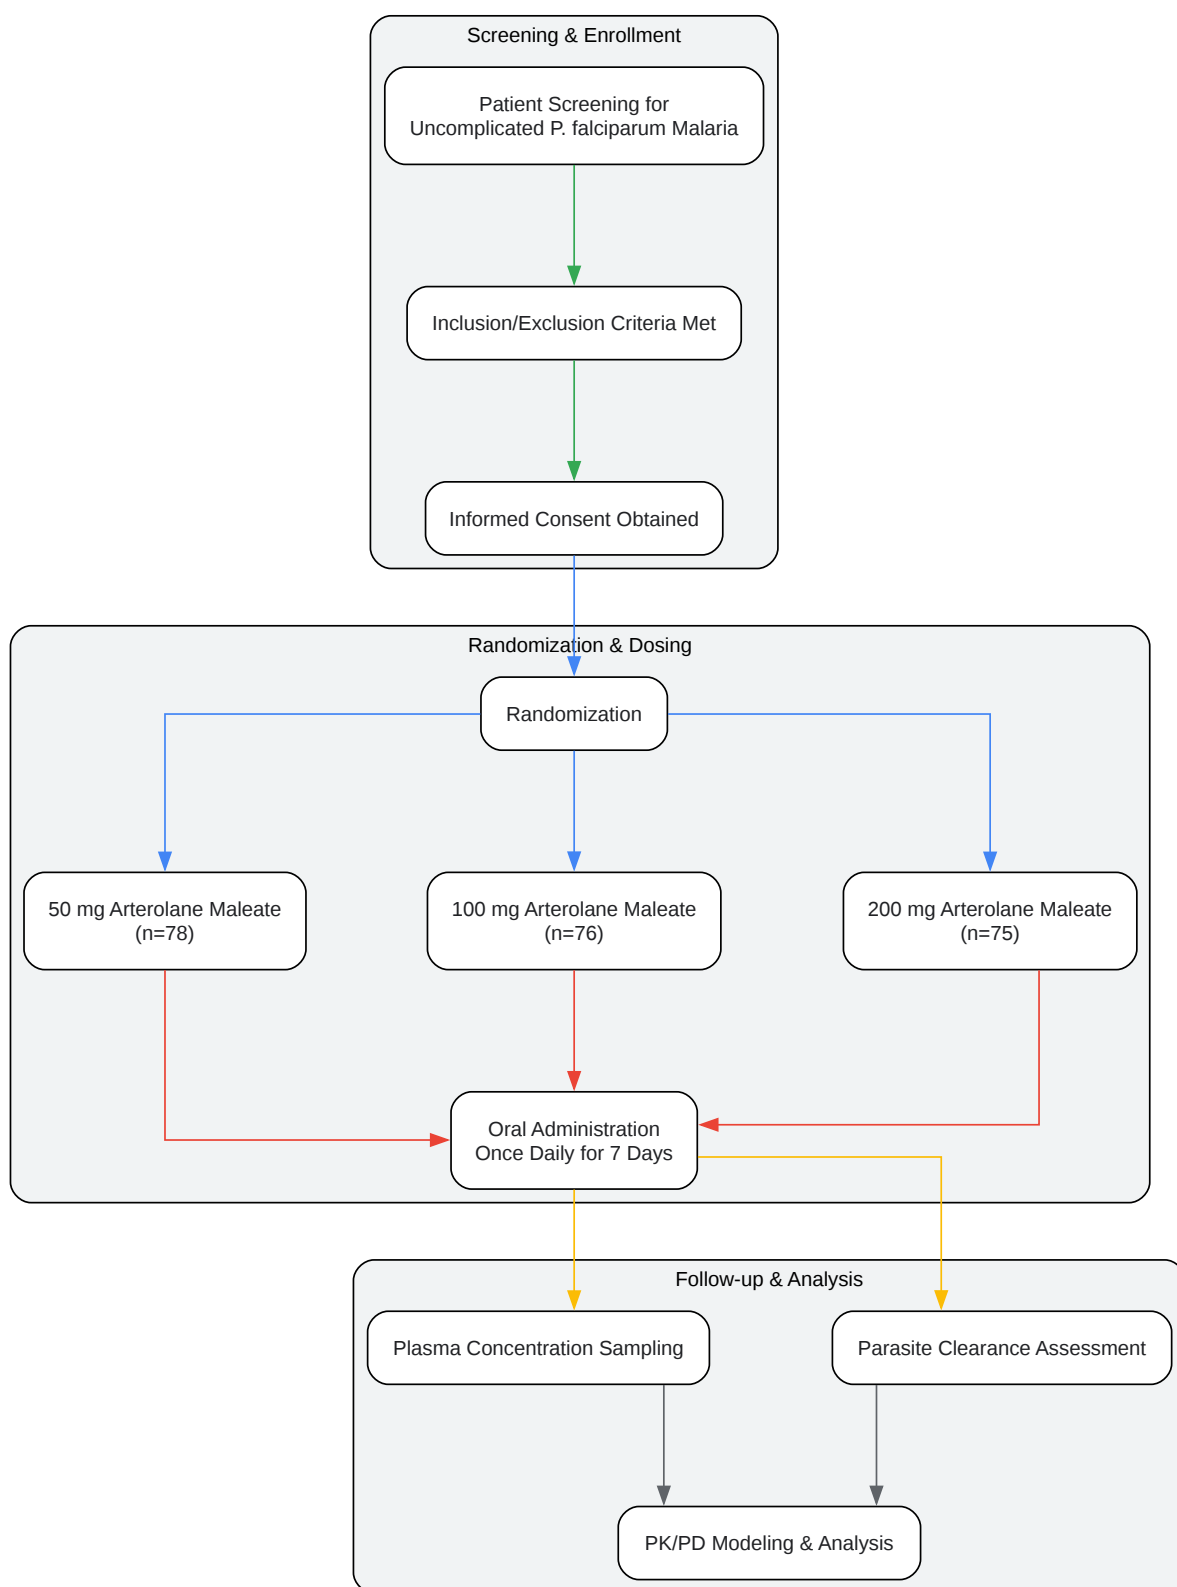 Screening & Enrollment
Patient Screening for
Uncomplicated P. falciparum Malaria
Inclusion/Exclusion Criteria Met
Informed Consent Obtained
Randomization & Dosing
Randomization
50 mg Arterolane Maleate
(n=78)
100 mg Arterolane Maleate
(n=76)
200 mg Arterolane Maleate
(n=75)
Oral Administration
Once Daily for 7 Days
Follow-up & Analysis
Plasma Concentration Sampling
Parasite Clearance Assessment
PK/PD Modeling & Analysis